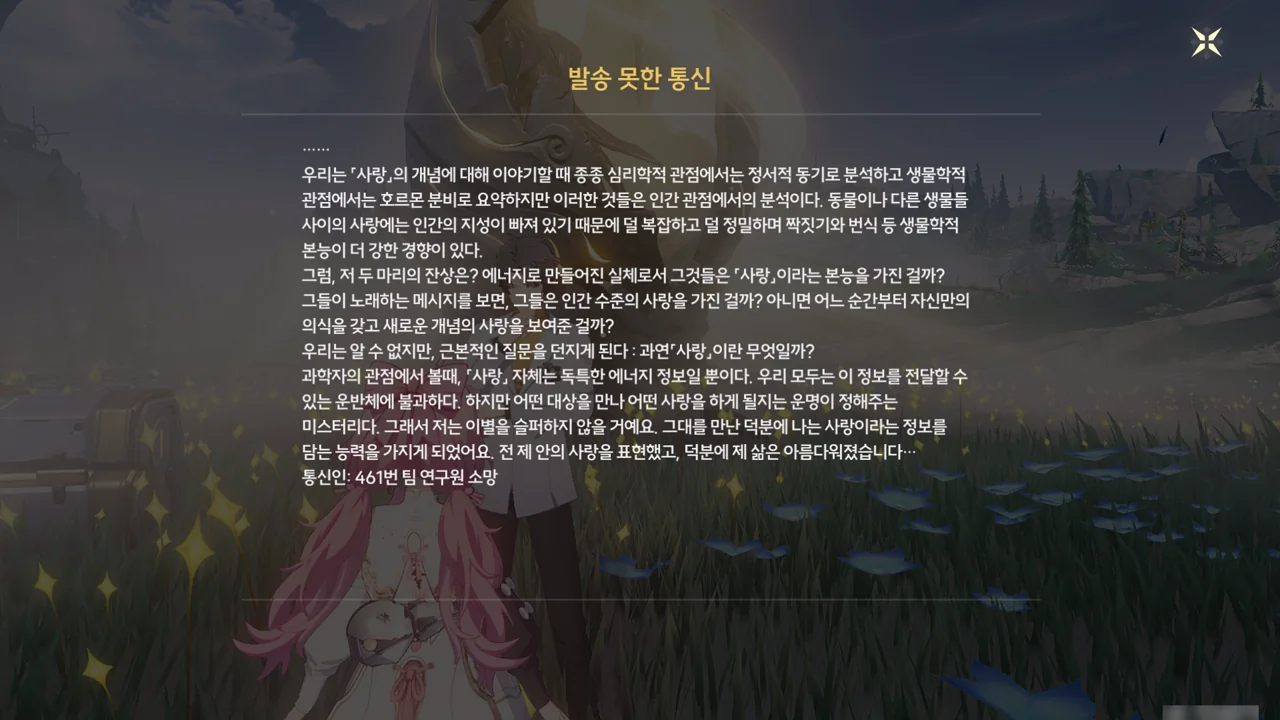 발송 못한 통신
......
우리는 「사랑」의 개념에 대해 이야기할 때 종종 심리학적 관점에서는 정서적 동기로 분석하고 생물학적
관점에서는 호르몬 분비로 요약하지만 이러한 것들은 인간 관점에서의 분석이다. 동물이나 다른 생물들
사이의 사랑에는 인간의 지성이 빠져 있기 때문에 덜 복잡하고 덜 정밀하며 짝짓기와 번식 등 생물학적
본능이 더 강한 경향이 있다.
그럼, 저 두 마리의 잔상은? 에너지로 만들어진 실체로서 그것들은 「사랑」이라는 본능을 가진 걸까?
그들이 노래하는 메시지를 보면, 그들은 인간 수준의 사랑을 가진 걸까? 아니면 어느 순간부터 자신만의
의식을 갖고 새로운 개념의 사랑을 보여준 걸까?
우리는 알 수 없지만, 근본적인 질문을 던지게 된다 : 과연「사랑」이란 무엇일까?
과학자의 관점에서 볼때, 「사랑」 자체는 독특한 에너지 정보일 뿐이다. 우리 모두는 이 정보를 전달할 수
있는 운반체에 불과하다. 하지만 어떤 대상을 만나 어떤 사랑을 하게 될지는 운명이 정해주는
미스터리다. 그래서 저는 이별을 슬퍼하지 않을 거예요. 그대를 만난 덕분에 나는 사랑이라는 정보를
담는 능력을 가지게 되었어요. 전 제 안의 사랑을 표현했고, 덕분에 제 삶은 아름다워졌습니다…
통신인: 461번 팀 연구원 소망